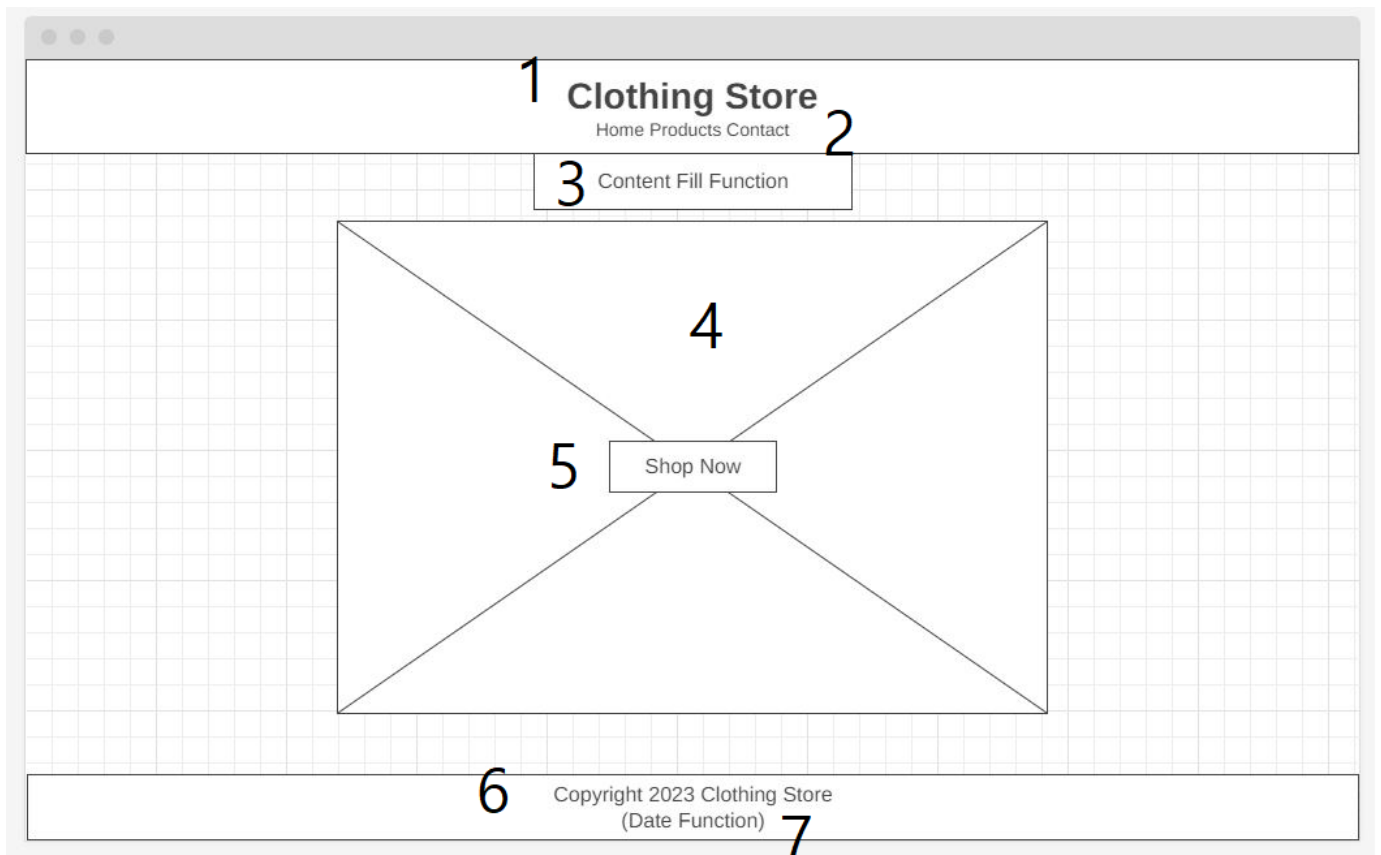 1
Clothing Store
Home Products Contact
2
3
Content Fill Function
4
5
Shop Now
6
Copyright 2023 Clothing Store
(Date Function)
7